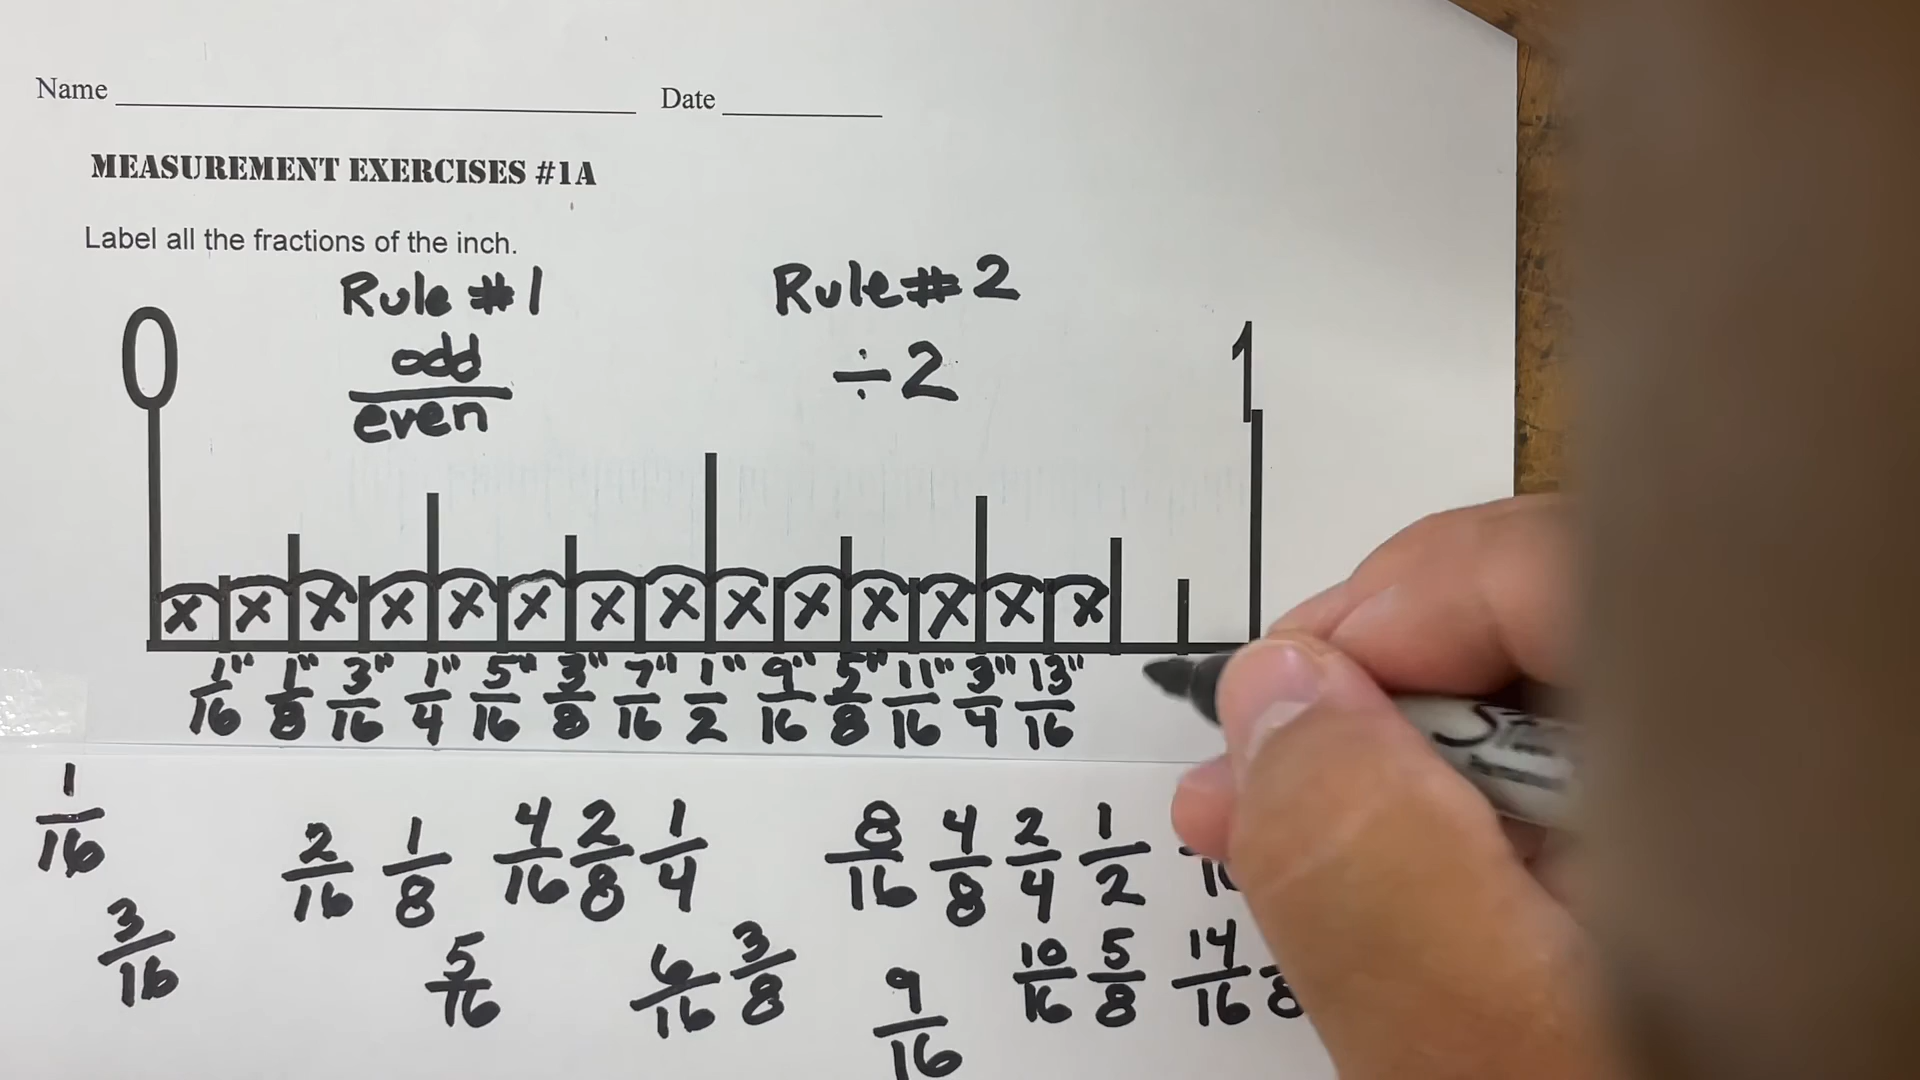 Name Date
MEASUREMENT EXERCISES #1A
Label all the fractions of the inch.
Rule #1 Rule #2
odd/even ÷2
0 1
X X X X X X X X X X X X X X
1/16" 1/8" 3/16" 1/4" 5/16" 3/8" 7/16" 1/2" 9/16" 5/8" 11/16" 3/4" 13/16"
1/16 2/16 1/8 4/16 2/8 1/4 8/16 4/8 2/4 1/2
3/16 5/16 6/16 3/8 9/16 10/16 5/8 14/16